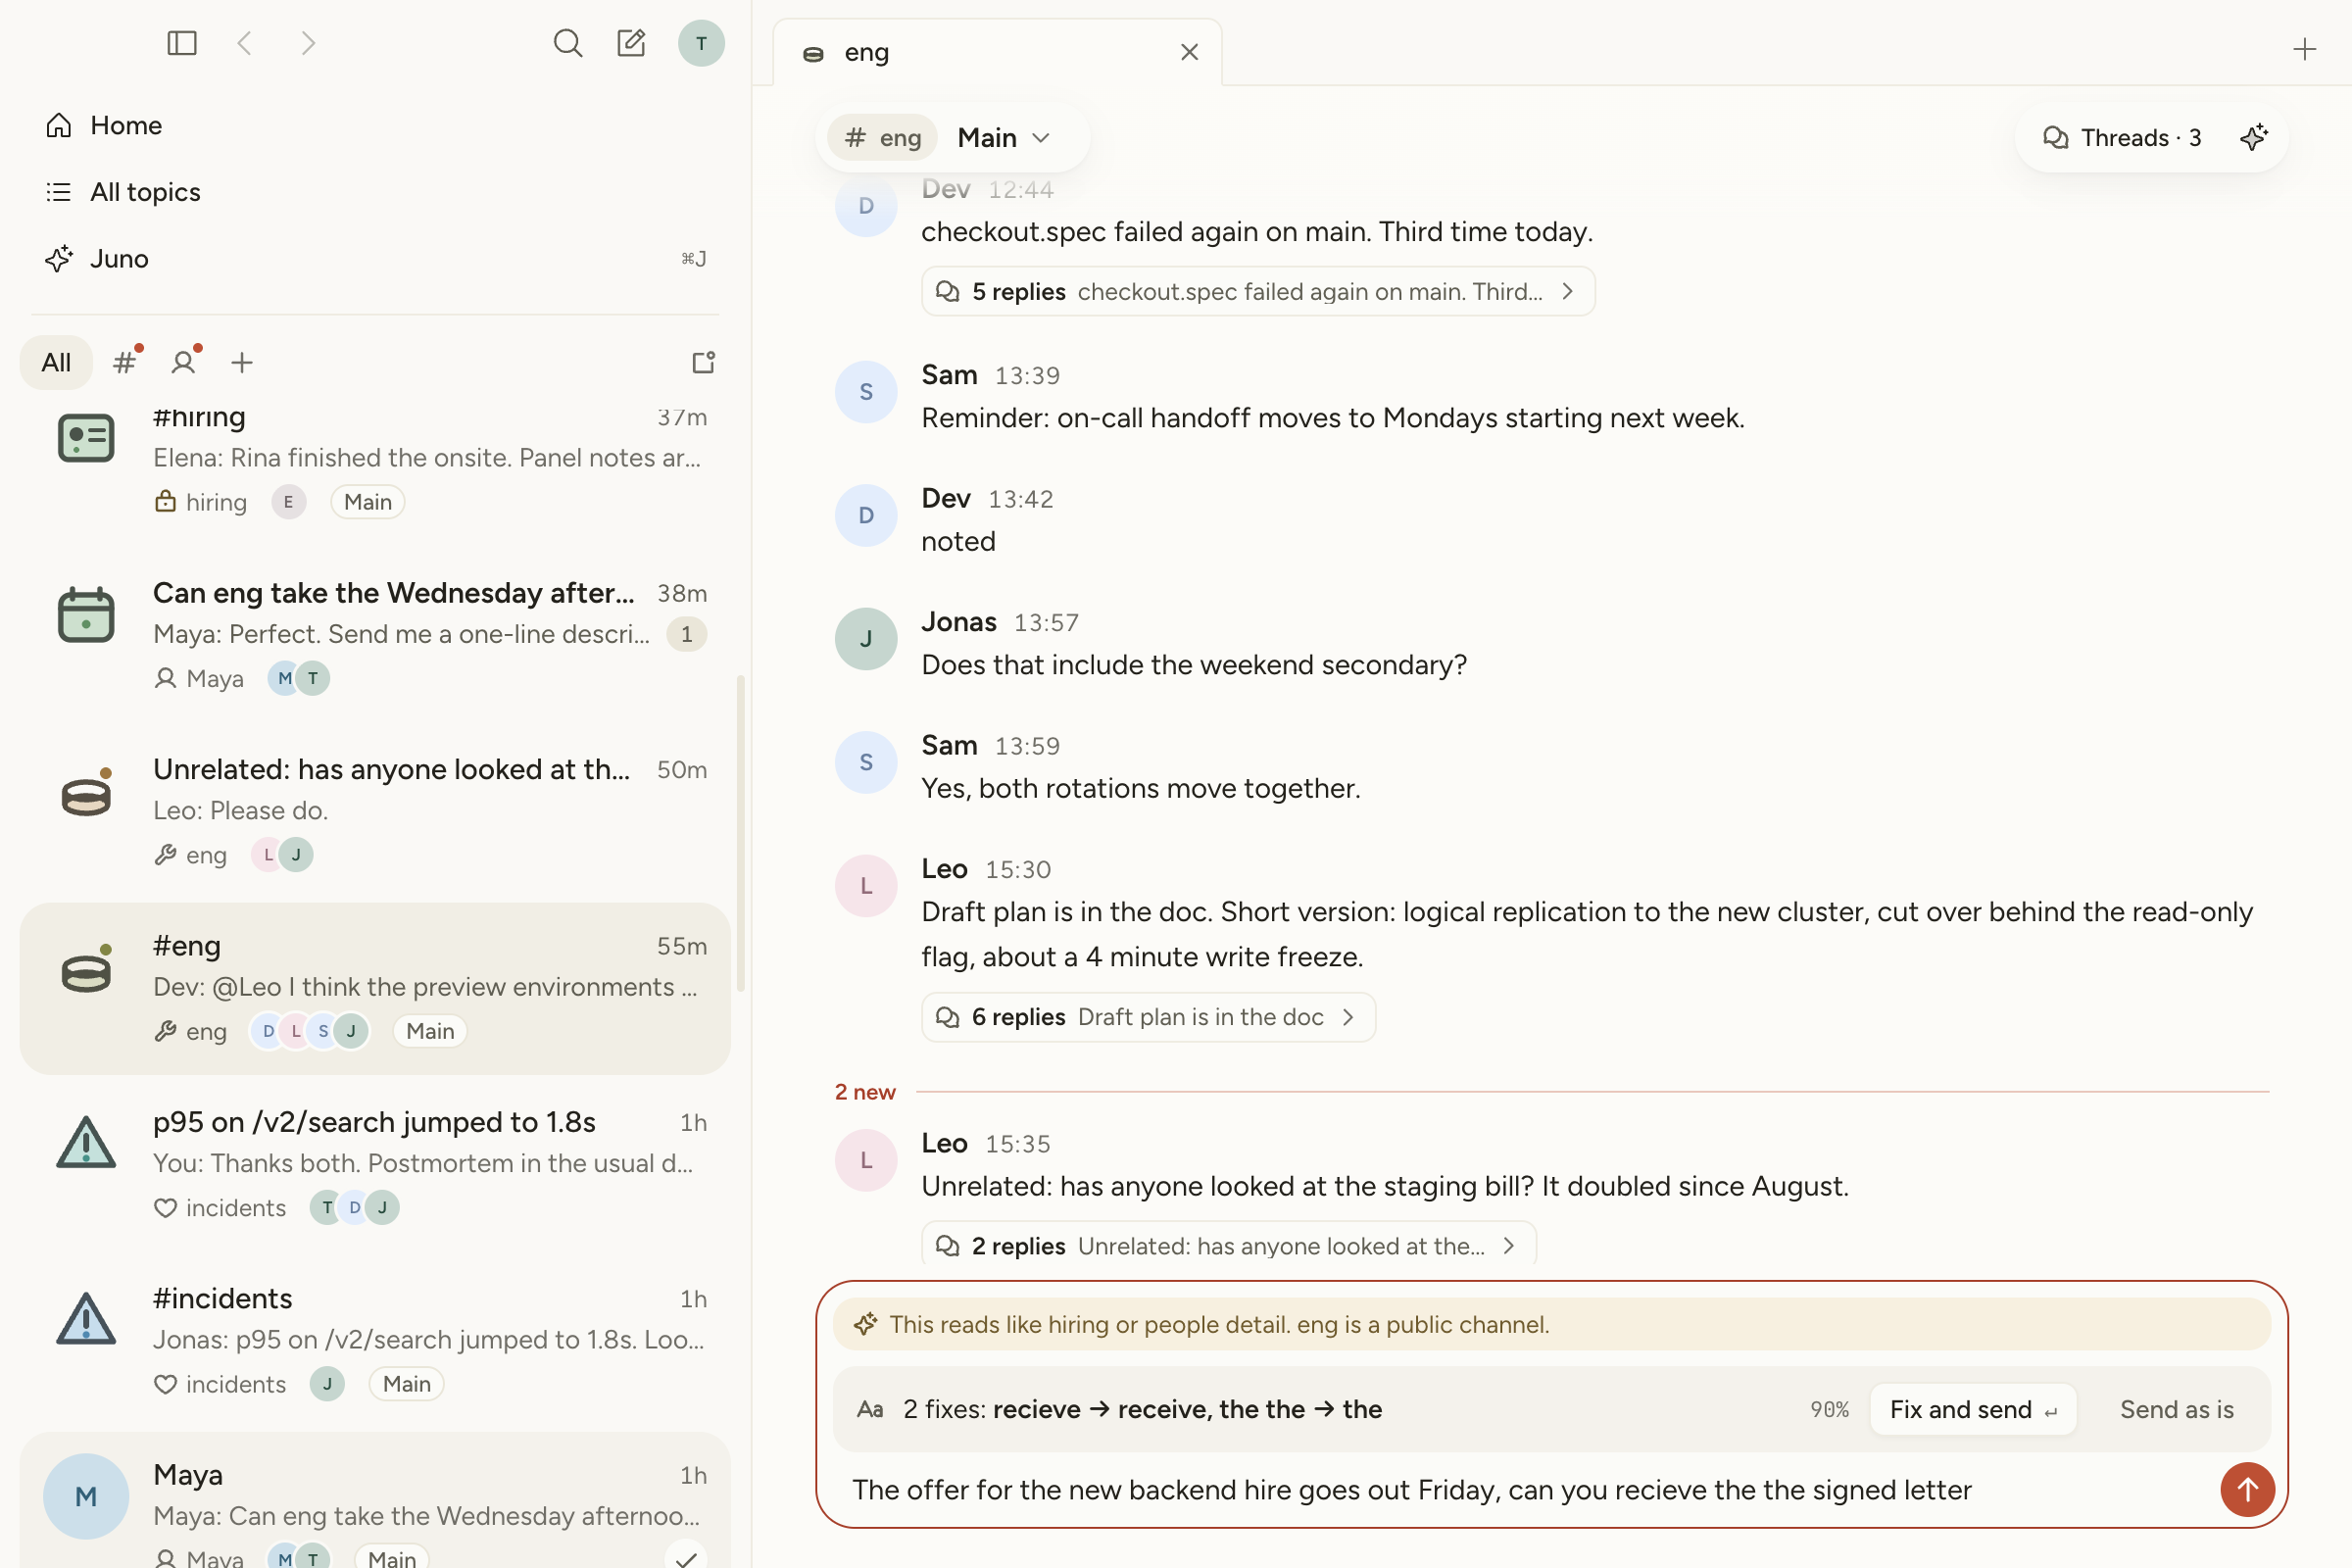 T
Home
All topics
Juno ⌘J
All
#hiring 37m
Elena: Rina finished the onsite. Panel notes ar...
hiring E Main
Can eng take the Wednesday after... 38m
Maya: Perfect. Send me a one-line descri... 1
Maya M T
Unrelated: has anyone looked at th... 50m
Leo: Please do.
eng L J
#eng 55m
Dev: @Leo I think the preview environments ...
eng D L S J Main
p95 on /v2/search jumped to 1.8s 1h
You: Thanks both. Postmortem in the usual d...
incidents T D J
#incidents 1h
Jonas: p95 on /v2/search jumped to 1.8s. Loo...
incidents J Main
M Maya 1h
Maya: Can eng take the Wednesday afternoo...
Maya M T Main
eng
# eng Main
Threads · 3
D Dev 12:44
checkout.spec failed again on main. Third time today.
5 replies checkout.spec failed again on main. Third...
S Sam 13:39
Reminder: on-call handoff moves to Mondays starting next week.
D Dev 13:42
noted
J Jonas 13:57
Does that include the weekend secondary?
S Sam 13:59
Yes, both rotations move together.
L Leo 15:30
Draft plan is in the doc. Short version: logical replication to the new cluster, cut over behind the read-only
flag, about a 4 minute write freeze.
6 replies Draft plan is in the doc
2 new
L Leo 15:35
Unrelated: has anyone looked at the staging bill? It doubled since August.
2 replies Unrelated: has anyone looked at the...
This reads like hiring or people detail. eng is a public channel.
Aa 2 fixes: recieve → receive, the the → the 90% Fix and send ↵ Send as is
The offer for the new backend hire goes out Friday, can you recieve the the signed letter